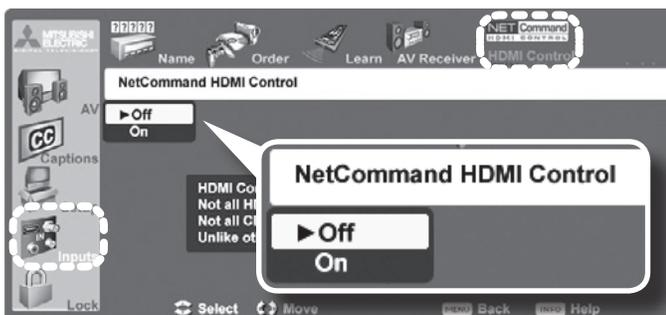 MITSUBISHI
ELECTRIC
DIGITAL TELEVISION
?????
NET Command
HDMI CONTROL
Name
Order
Learn
AV Receiver
HDMI Control
NetCommand HDMI Control
AV
►Off
On
CC
Captions
HDMI Co
Not all H
Not all C
Unlike ot
Inputs
Lock
NetCommand HDMI Control
►Off
On
Select
Move
MENU Back
INFO Help